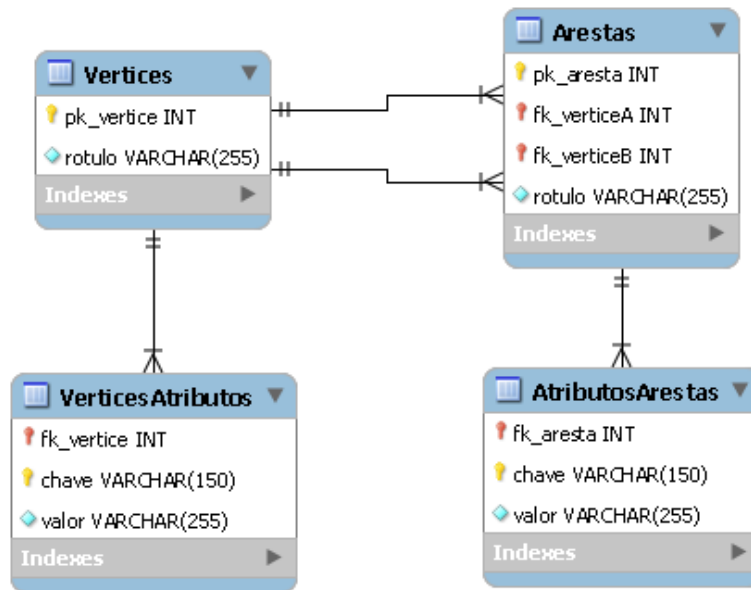 Vertices
pk_vertice INT
rotulo VARCHAR(255)
Indexes
Arestas
pk_aresta INT
fk_verticeA INT
fk_verticeB INT
rotulo VARCHAR(255)
Indexes
VerticesAtributos
fk_vertice INT
chave VARCHAR(150)
valor VARCHAR(255)
Indexes
AtributosArestas
fk_aresta INT
chave VARCHAR(150)
valor VARCHAR(255)
Indexes